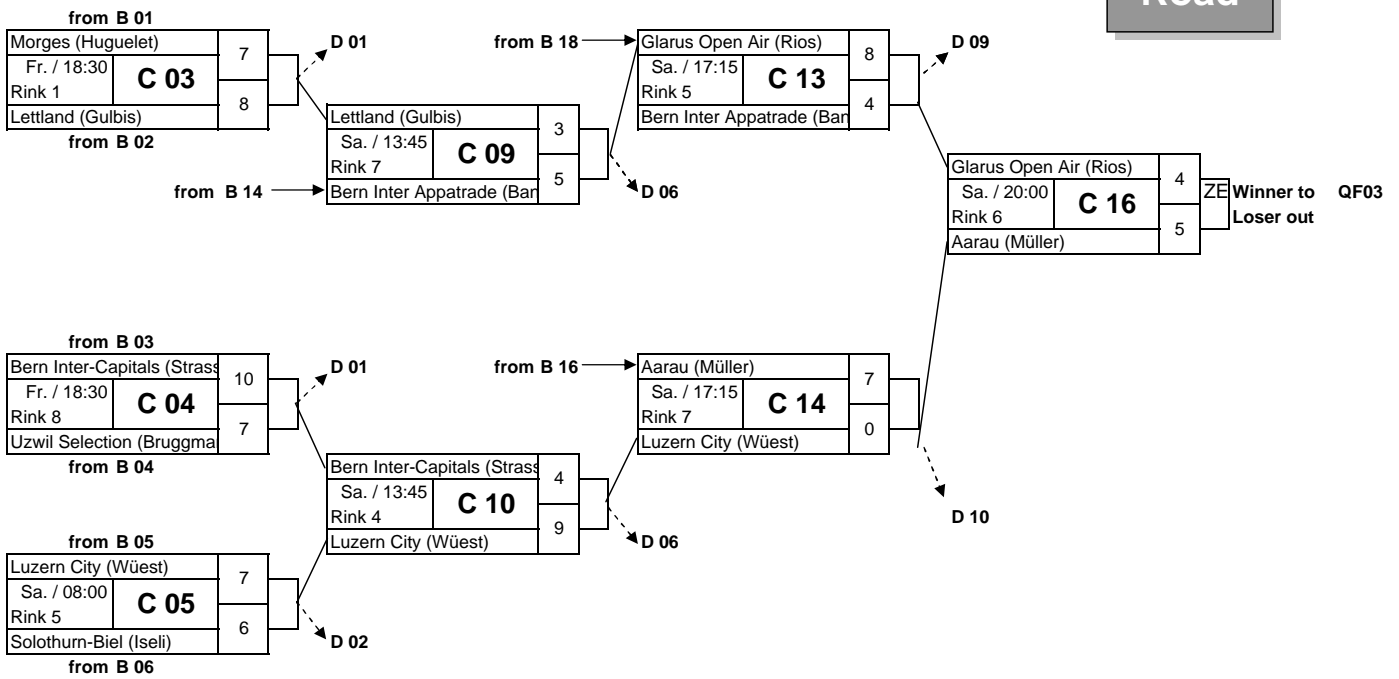 Road
from B 01
Morges (Huguelet)
7
Fr. / 18:30
Rink 1
C 03
8
Lettland (Gulbis)
from B 02
D 01
Lettland (Gulbis)
3
Sa. / 13:45
Rink 7
C 09
5
from B 14
Bern Inter Appatrade (Ban
D 06
from B 18
Glarus Open Air (Rios)
8
Sa. / 17:15
Rink 5
C 13
4
Bern Inter Appatrade (Ban
D 09
Glarus Open Air (Rios)
4
Sa. / 20:00
Rink 6
C 16
5
Aarau (Müller)
ZE
Winner to QF03
Loser out
from B 03
Bern Inter-Capitals (Strass
10
Fr. / 18:30
Rink 8
C 04
7
Uzwil Selection (Bruggma
from B 04
D 01
Bern Inter-Capitals (Strass
4
Sa. / 13:45
Rink 4
C 10
9
Luzern City (Wüest)
D 06
from B 16
Aarau (Müller)
7
Sa. / 17:15
Rink 7
C 14
0
Luzern City (Wüest)
D 10
from B 05
Luzern City (Wüest)
7
Sa. / 08:00
Rink 5
C 05
6
Solothurn-Biel (Iseli)
from B 06
D 02